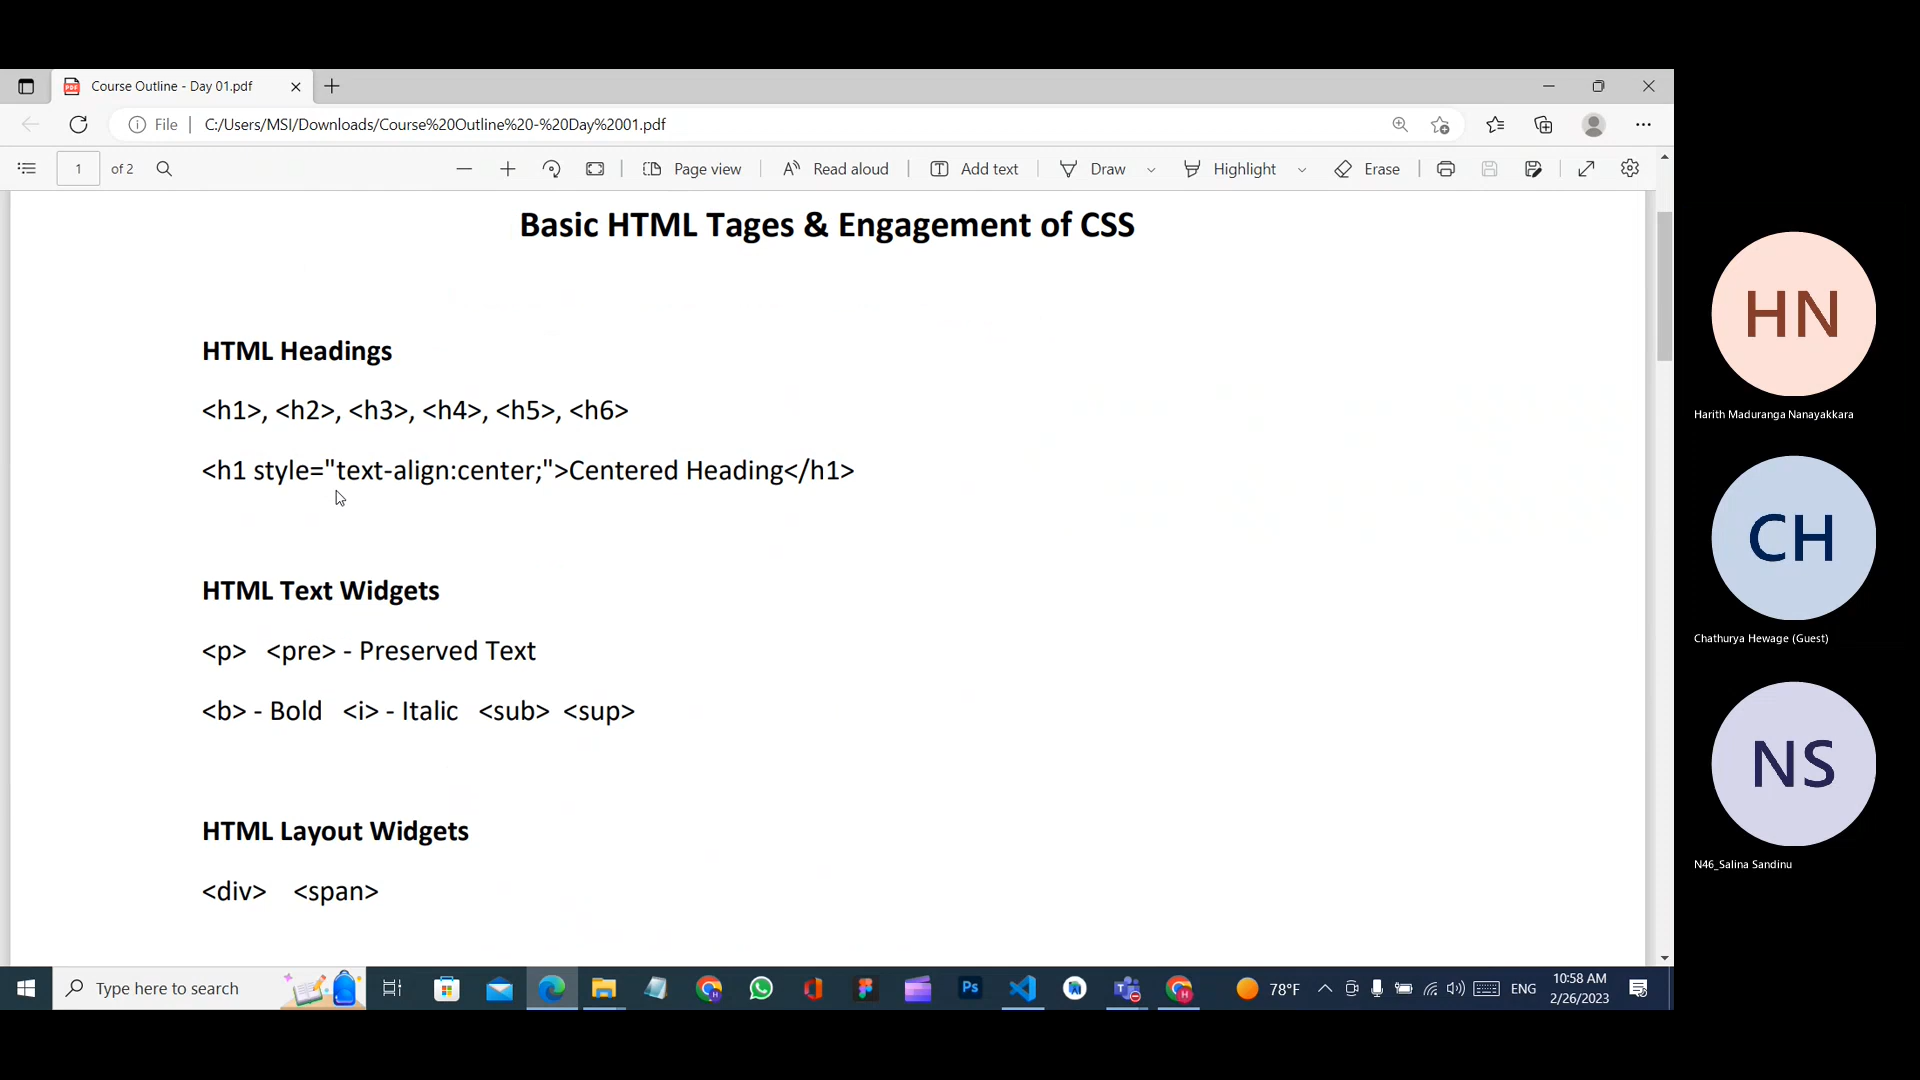 Course Outline - Day 01.pdf
File C:/Users/MSI/Downloads/Course%20Outline%20-%20Day%2001.pdf
1 of 2 Page view Read aloud Add text Draw Highlight Erase
Basic HTML Tages & Engagement of CSS
HTML Headings
<h1>, <h2>, <h3>, <h4>, <h5>, <h6>
<h1 style="text-align:center;">Centered Heading</h1>
HTML Text Widgets
<p> <pre> - Preserved Text
<b> - Bold <i> - Italic <sub> <sup>
HTML Layout Widgets
<div> <span>
HN
Harith Maduranga Nanayakkara
CH
Chathurya Hewage (Guest)
NS
N46_Salina Sandinu
Type here to search
Ps
78°F
ENG
10:58 AM
2/26/2023